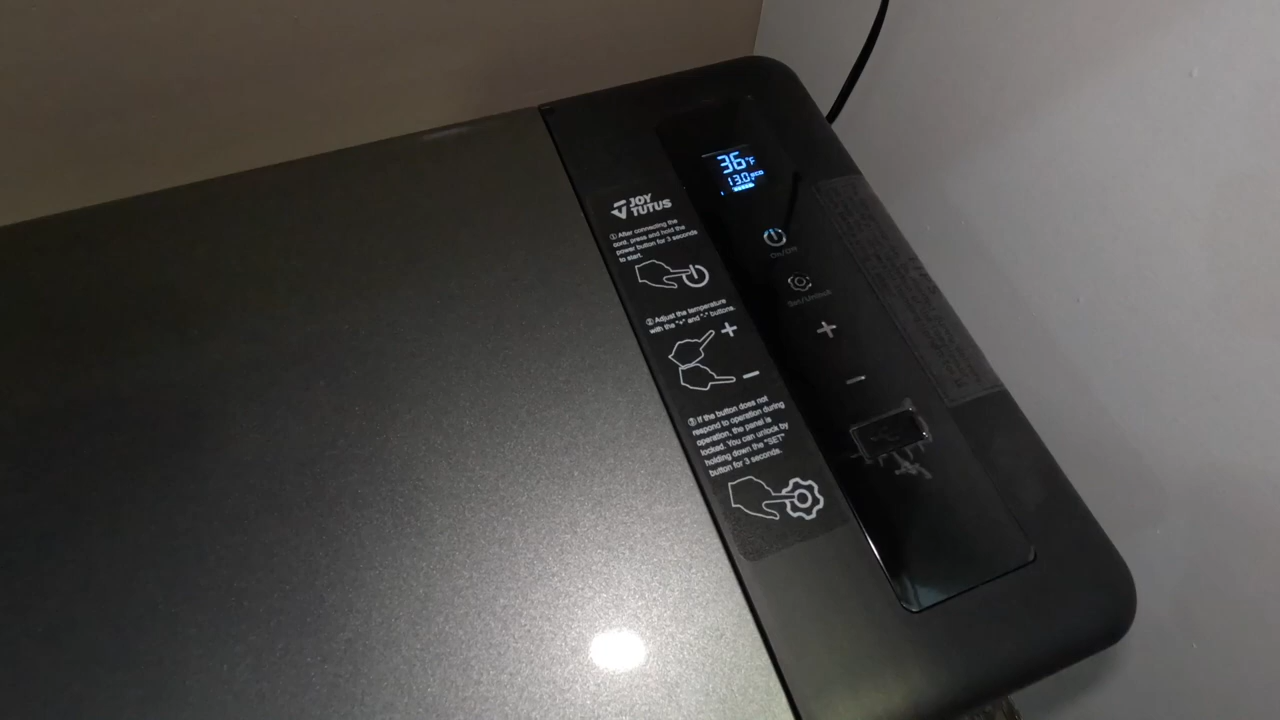 36°F
13.0 eco
JOY
TUTUS
① After connecting the
cord, press and hold the
power button for 3 seconds
to start.
② Adjust the temperature
with the "+" and "-" buttons.
+
−
③ If the button does not
respond to operation during
operation, the panel is
locked. You can unlock by
holding down the "SET"
button for 3 seconds.
On/Off
Set/Unlock
+
−